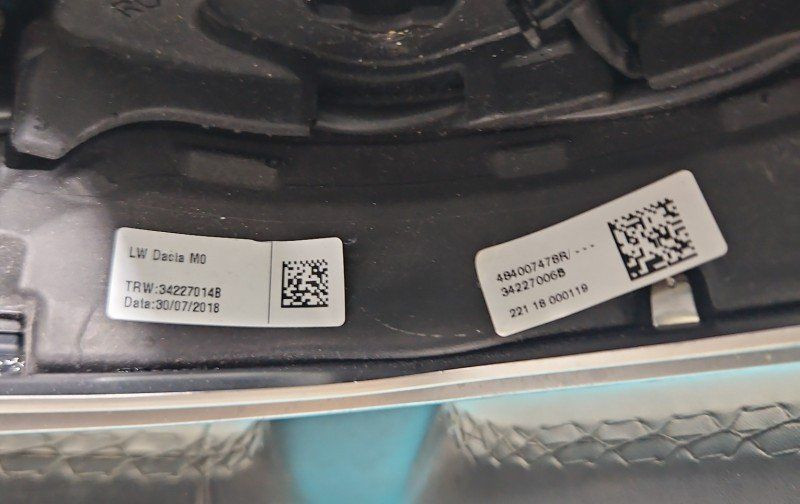 LW Dacia M0
TRW:34227014B
Data:30/07/2018
484007478R/---
34227006B
221 18 000119